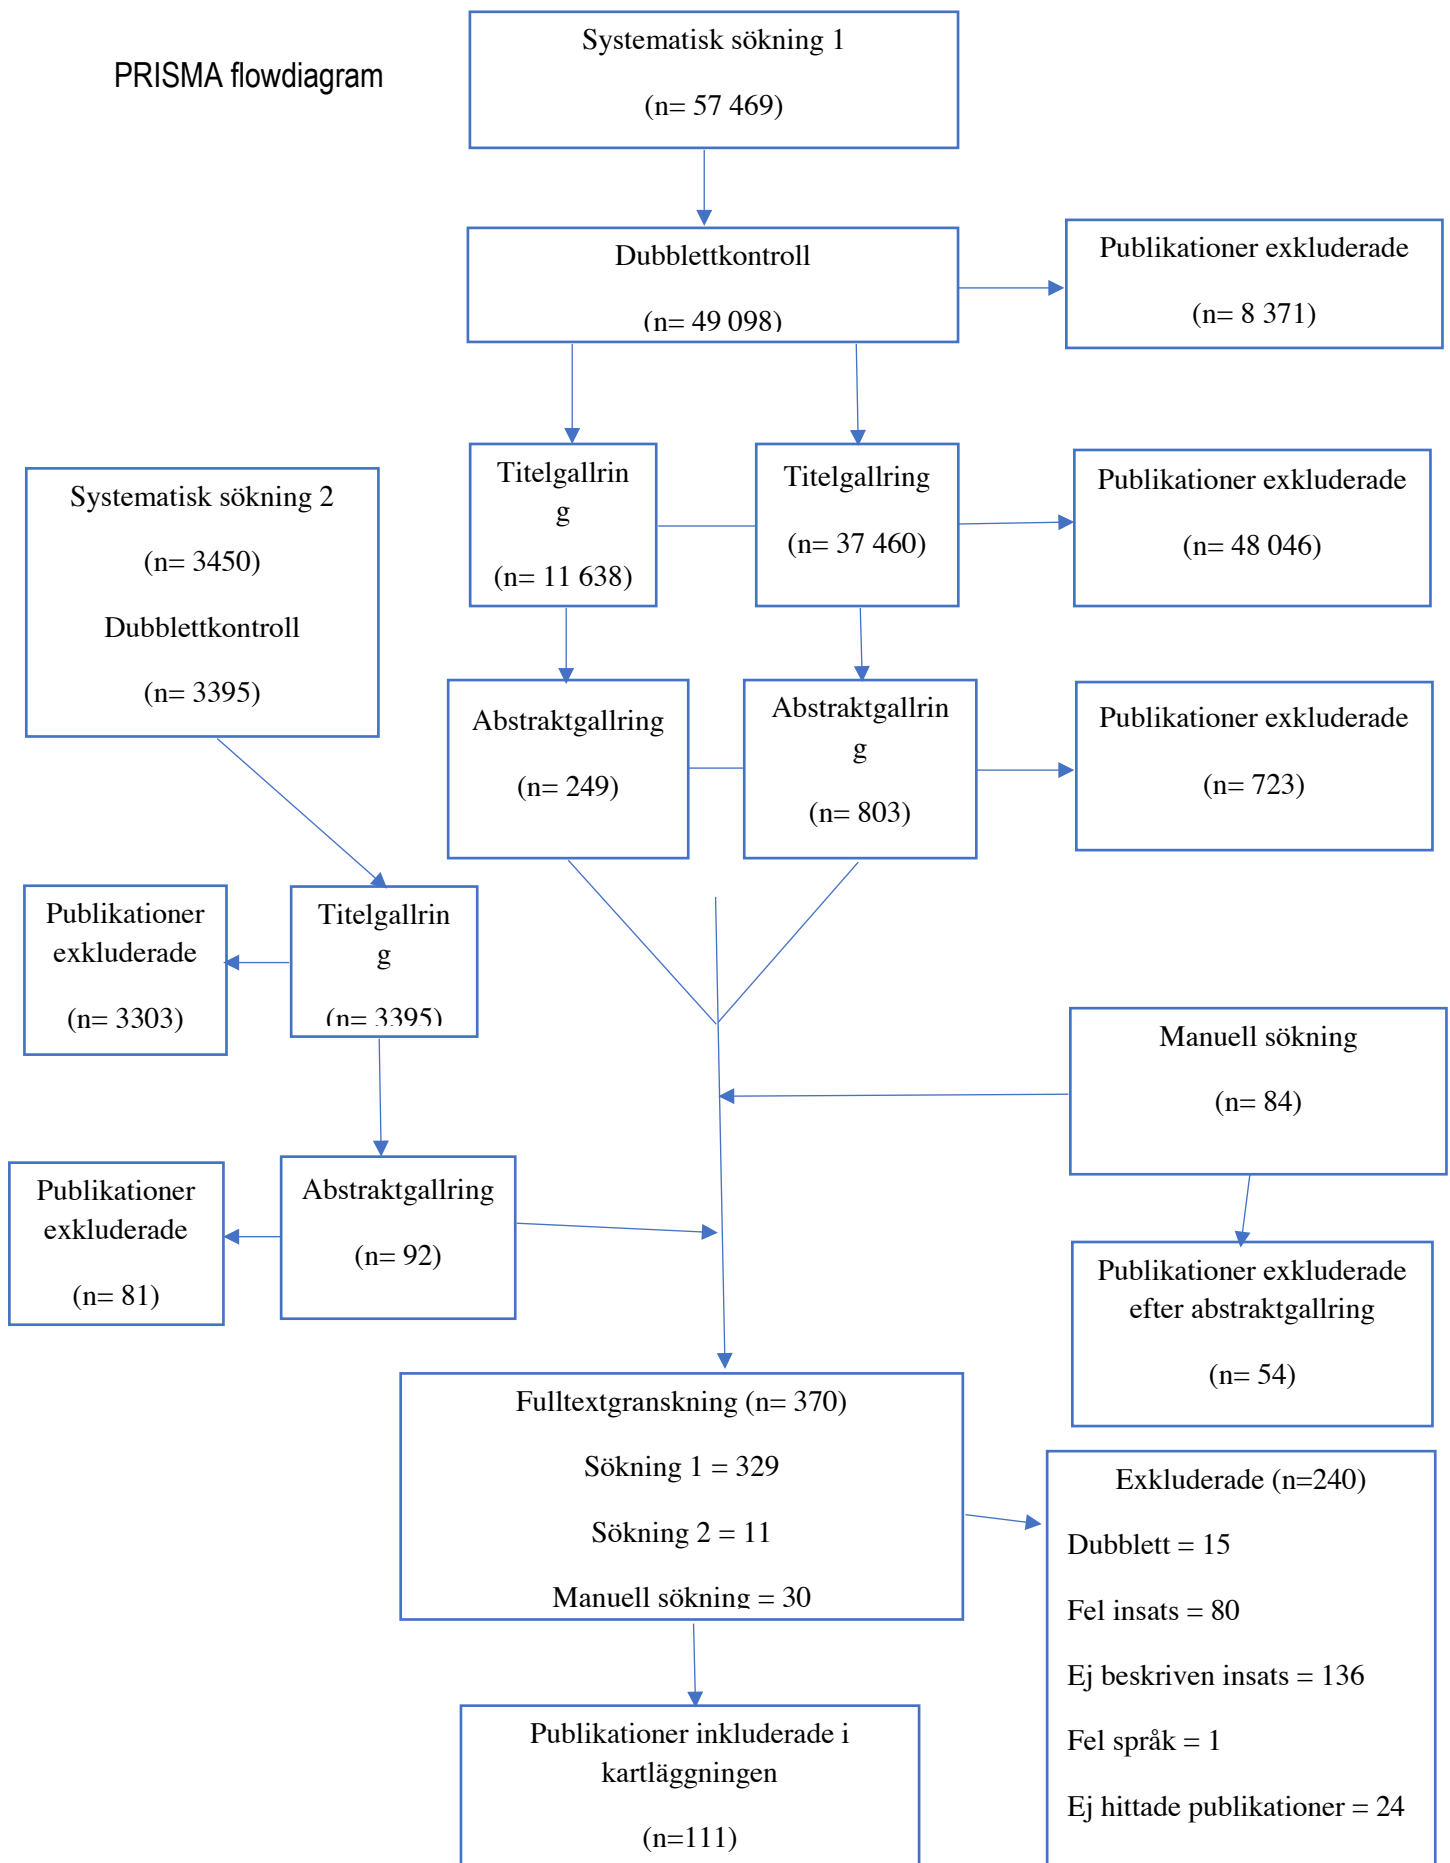 PRISMA flowdiagram
Systematisk sökning 1
(n= 57 469)
Dubblettkontroll
(n= 49 098)
Publikationer exkluderade
(n= 8 371)
Titelgallrin
g
(n= 11 638)
Titelgallring
(n= 37 460)
Publikationer exkluderade
(n= 48 046)
Systematisk sökning 2
(n= 3450)
Dubblettkontroll
(n= 3395)
Abstraktgallring
(n= 249)
Abstraktgallrin
g
(n= 803)
Publikationer exkluderade
(n= 723)
Publikationer
exkluderade
(n= 3303)
Titelgallrin
g
(n= 3395)
Manuell sökning
(n= 84)
Publikationer
exkluderade
(n= 81)
Abstraktgallring
(n= 92)
Publikationer exkluderade
efter abstraktgallring
(n= 54)
Fulltextgranskning (n= 370)
Sökning 1 = 329
Sökning 2 = 11
Manuell sökning = 30
Exkluderade (n=240)
Dubblett = 15
Fel insats = 80
Ej beskriven insats = 136
Fel språk = 1
Ej hittade publikationer = 24
Publikationer inkluderade i
kartläggningen
(n=111)